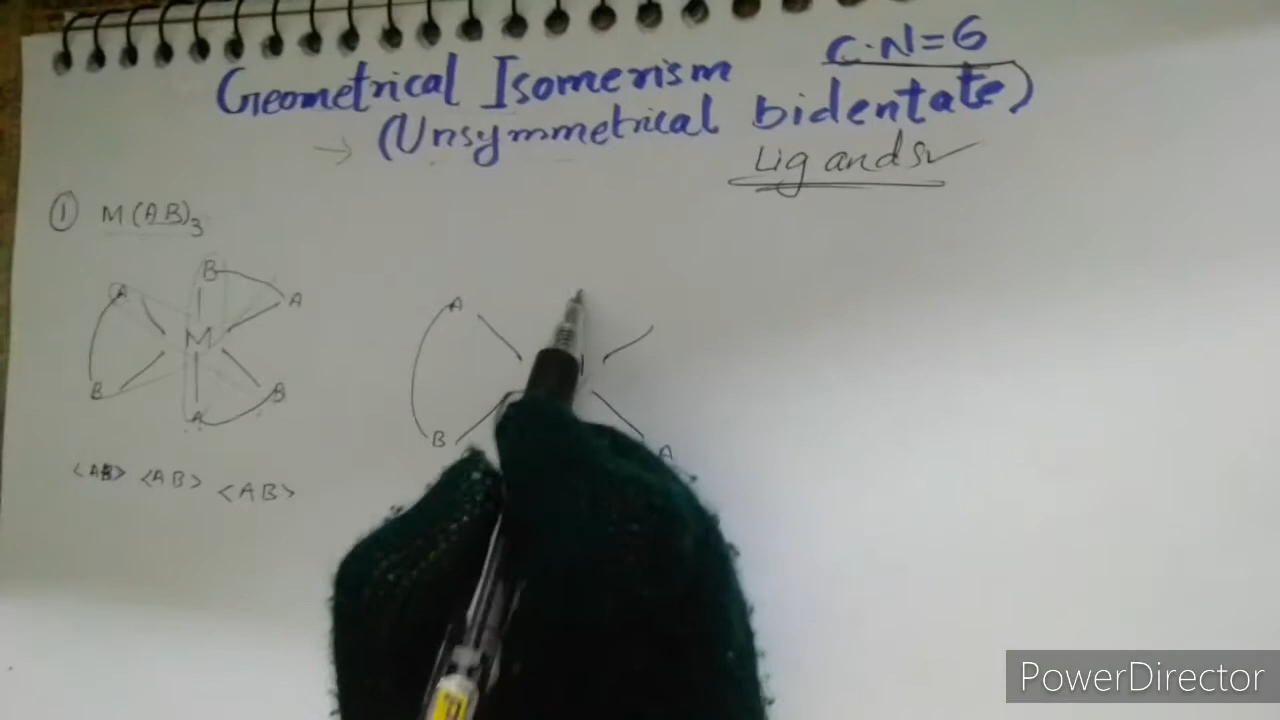 C.N=6
Geometrical Isomerism
(Unsymmetrical bidentate)
Ligands
① M(AB)3
B
A A
M
B B
A
<AB> <AB> <AB>
A
B A
PowerDirector